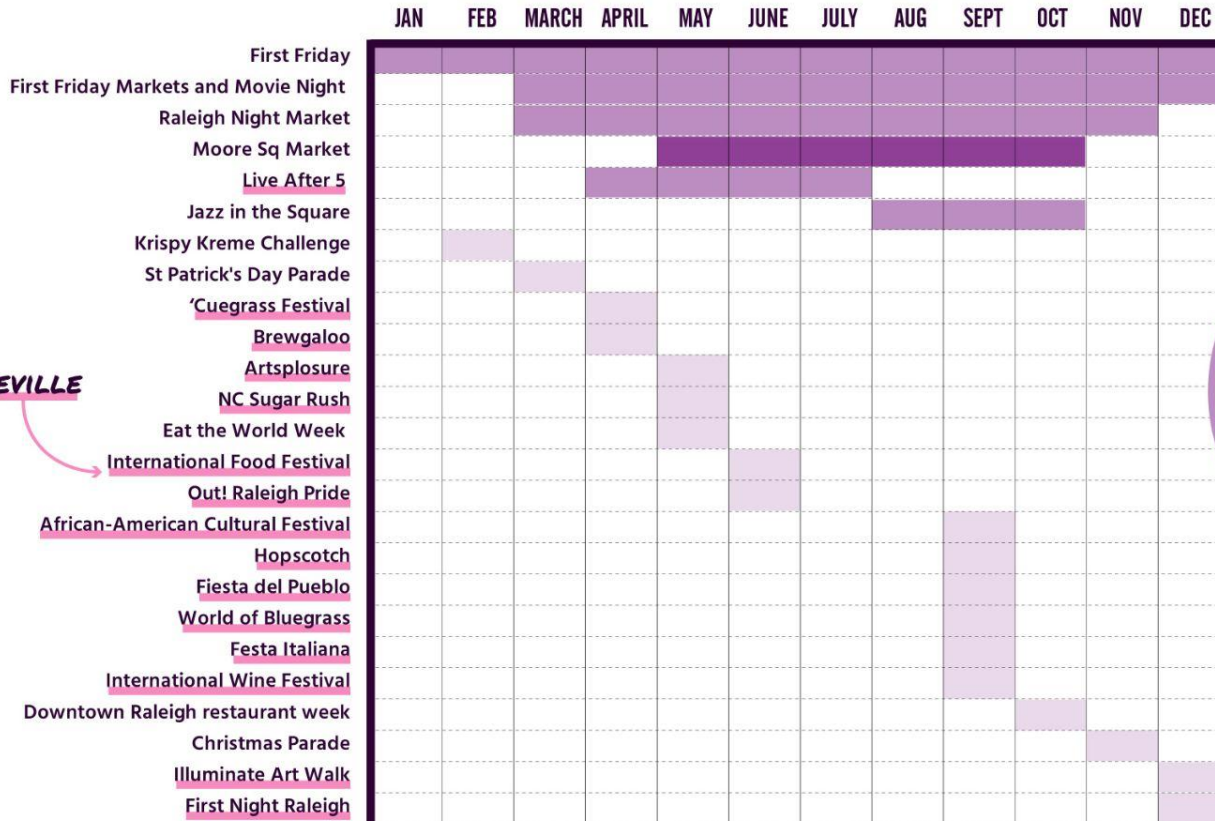 JAN FEB MARCH APRIL MAY JUNE JULY AUG SEPT OCT NOV DEC
First Friday
First Friday Markets and Movie Night
Raleigh Night Market
Moore Sq Market
Live After 5
Jazz in the Square
Krispy Kreme Challenge
St Patrick's Day Parade
‘Cuegrass Festival
Brewgaloo
Artsplosure
EVILLE
NC Sugar Rush
Eat the World Week
International Food Festival
Out! Raleigh Pride
African-American Cultural Festival
Hopscotch
Fiesta del Pueblo
World of Bluegrass
Festa Italiana
International Wine Festival
Downtown Raleigh restaurant week
Christmas Parade
Illuminate Art Walk
First Night Raleigh